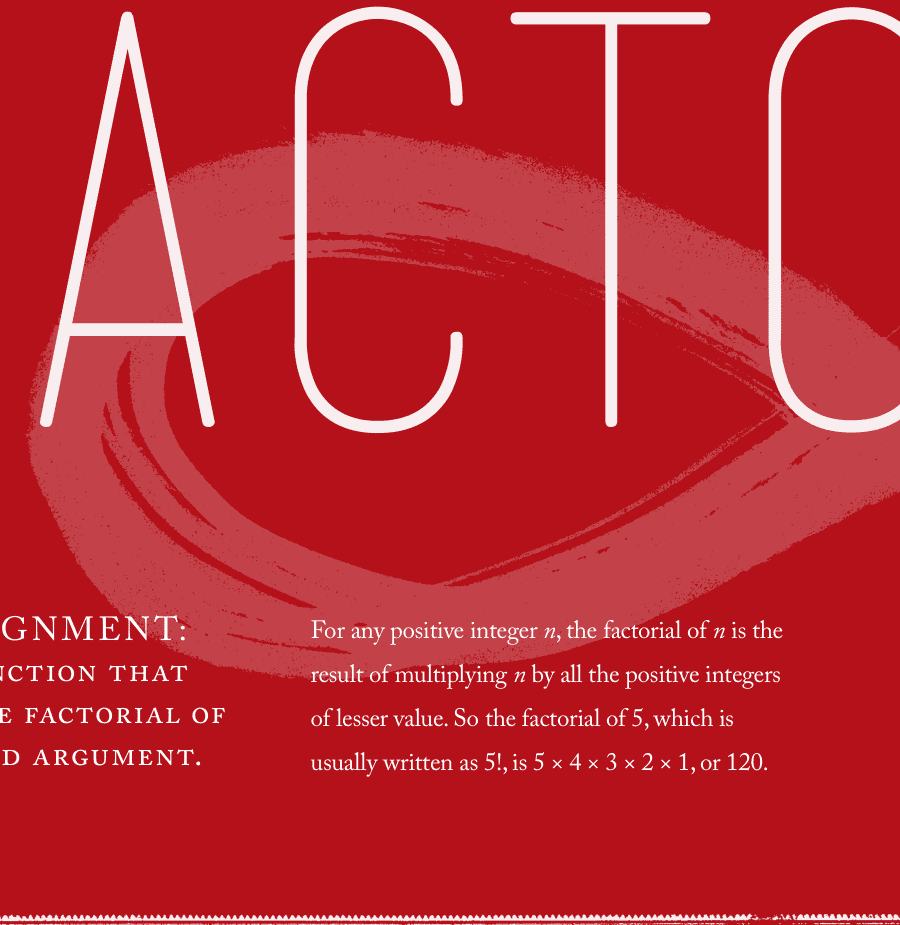 ACTO
GNMENT:
NCTION THAT
E FACTORIAL OF
D ARGUMENT.
For any positive integer n, the factorial of n is the
result of multiplying n by all the positive integers
of lesser value. So the factorial of 5, which is
usually written as 5!, is 5 × 4 × 3 × 2 × 1, or 120.